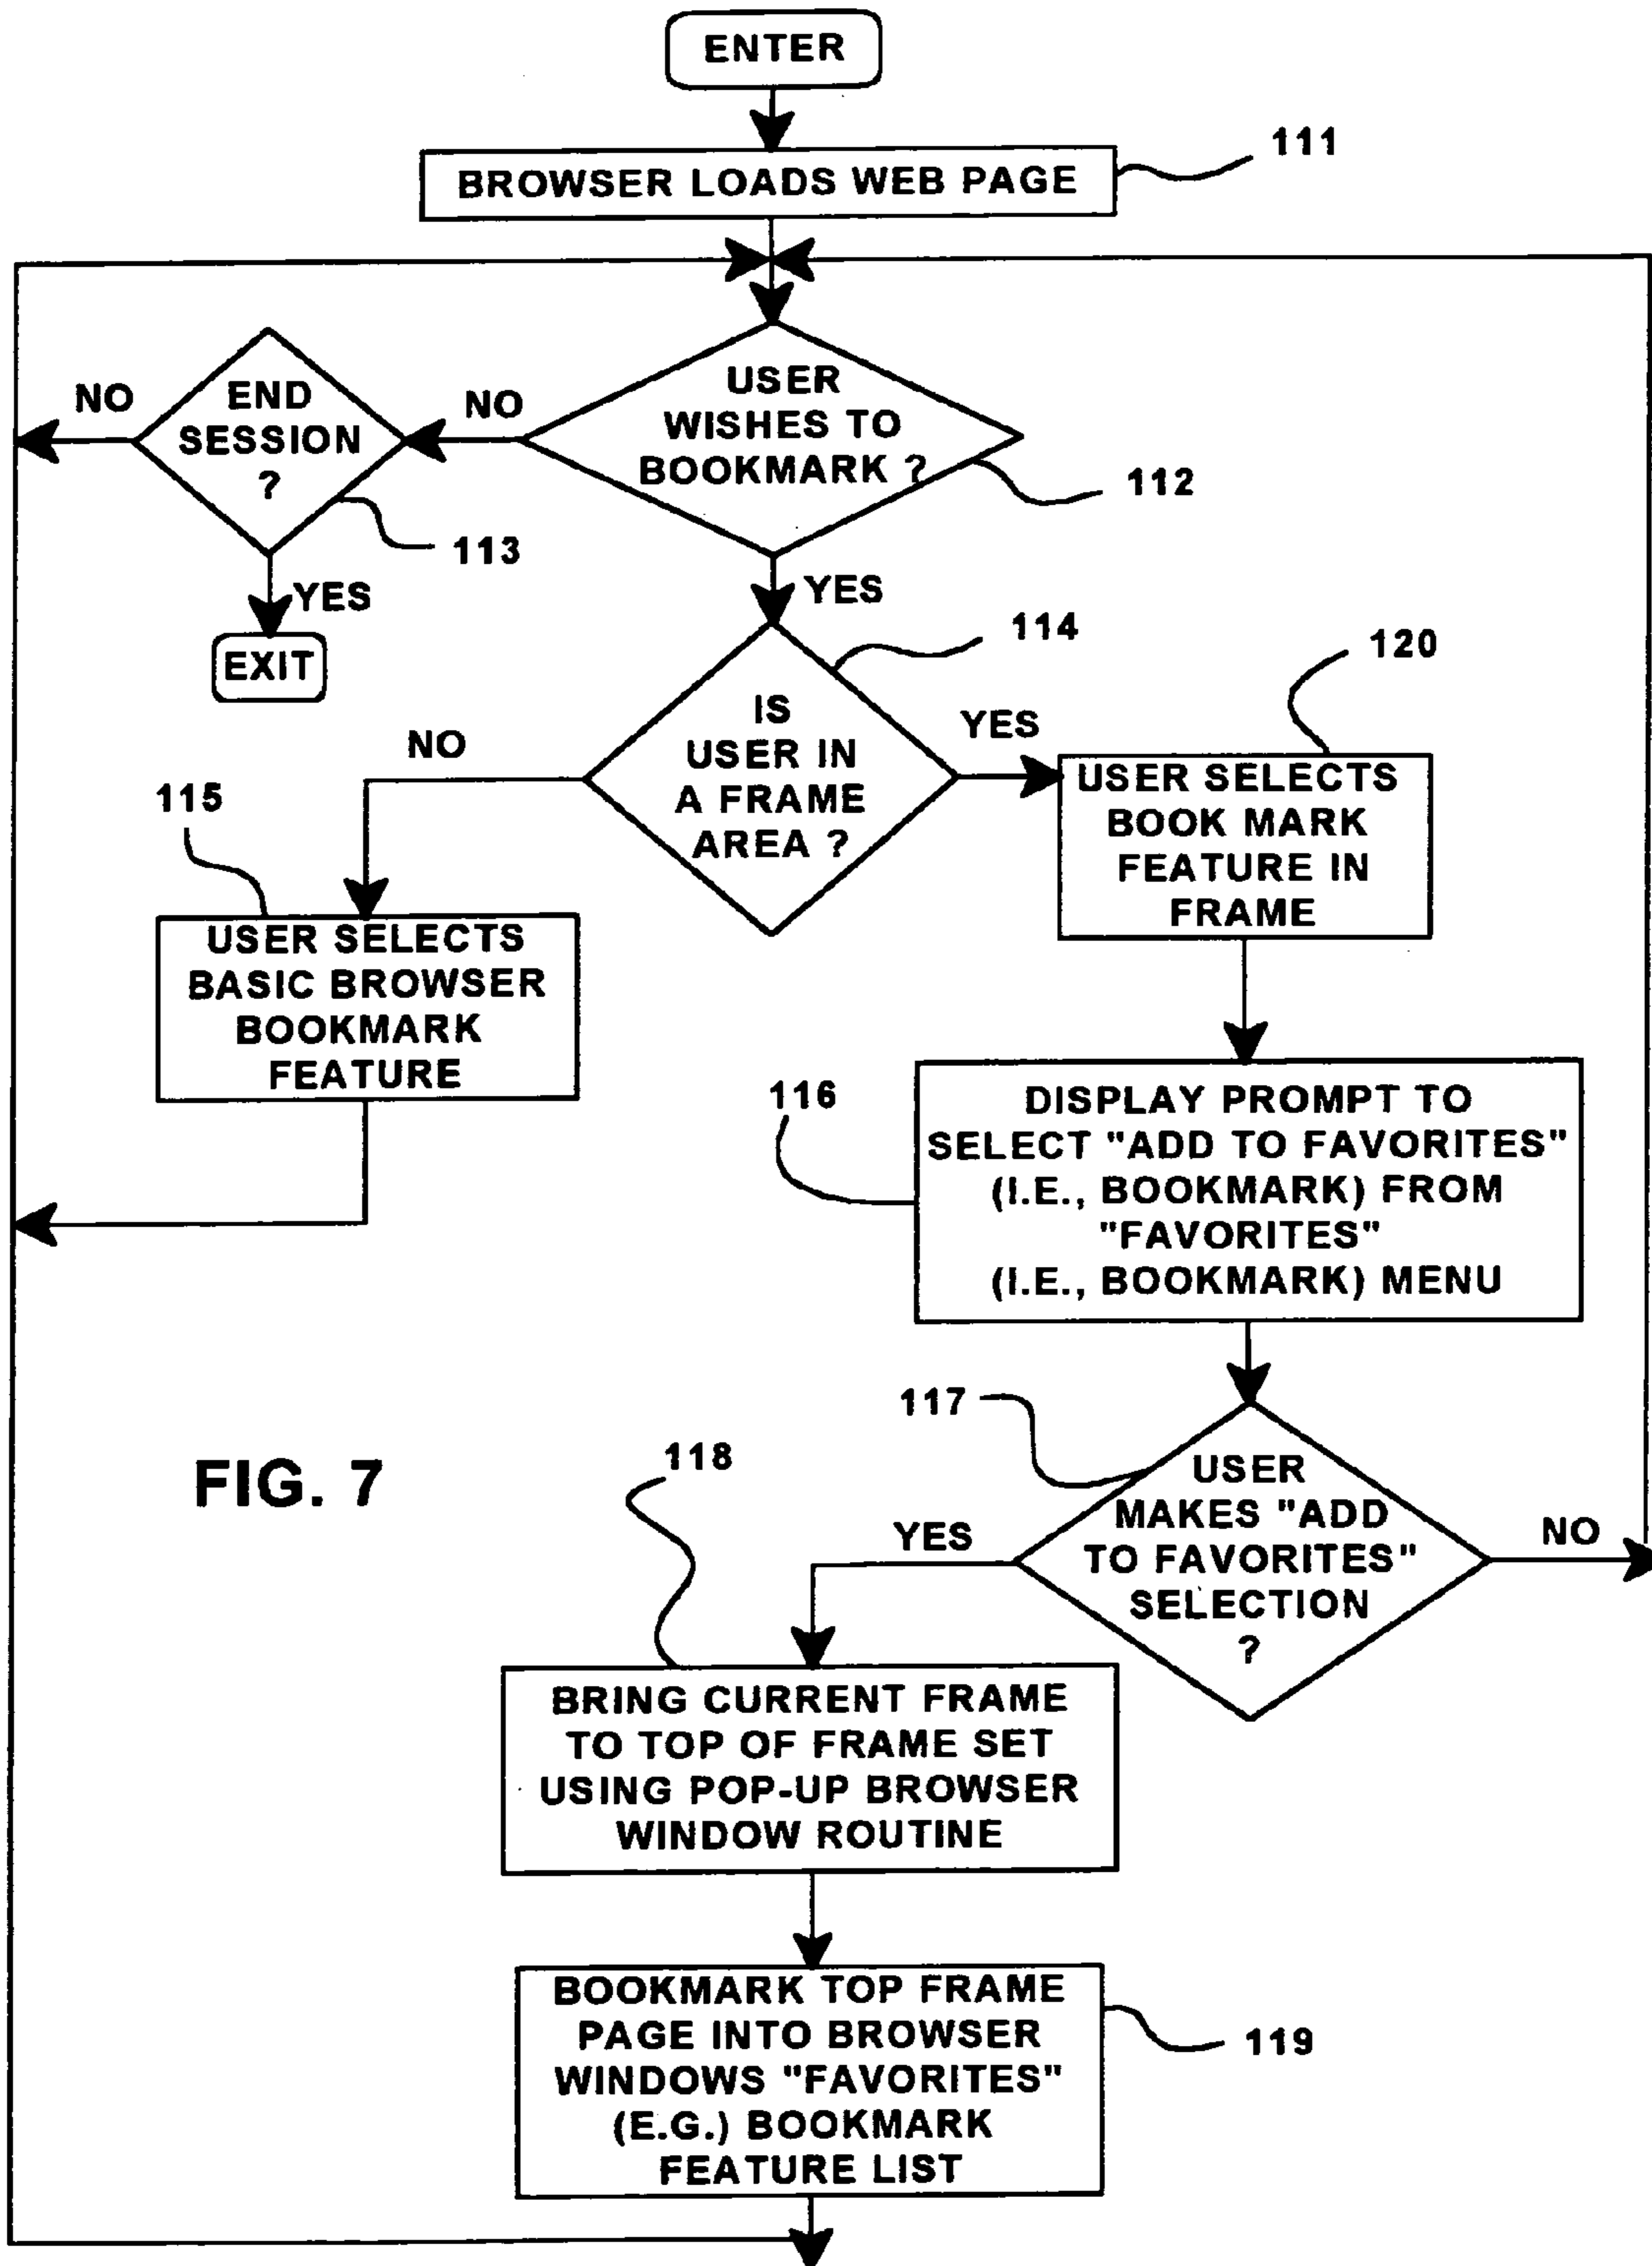 ENTER
BROWSER LOADS WEB PAGE
111
USER
WISHES TO
BOOKMARK ?
112
NO
END
SESSION
?
113
NO
YES
EXIT
YES
114
IS
USER IN
A FRAME
AREA ?
NO
YES
120
USER SELECTS
BOOK MARK
FEATURE IN
FRAME
115
USER SELECTS
BASIC BROWSER
BOOKMARK
FEATURE
116
DISPLAY PROMPT TO
SELECT "ADD TO FAVORITES"
(I.E., BOOKMARK) FROM
"FAVORITES"
(I.E., BOOKMARK) MENU
117
USER
MAKES "ADD
TO FAVORITES"
SELECTION
?
YES
NO
FIG. 7
118
BRING CURRENT FRAME
TO TOP OF FRAME SET
USING POP-UP BROWSER
WINDOW ROUTINE
BOOKMARK TOP FRAME
PAGE INTO BROWSER
WINDOWS "FAVORITES"
(E.G.) BOOKMARK
FEATURE LIST
119